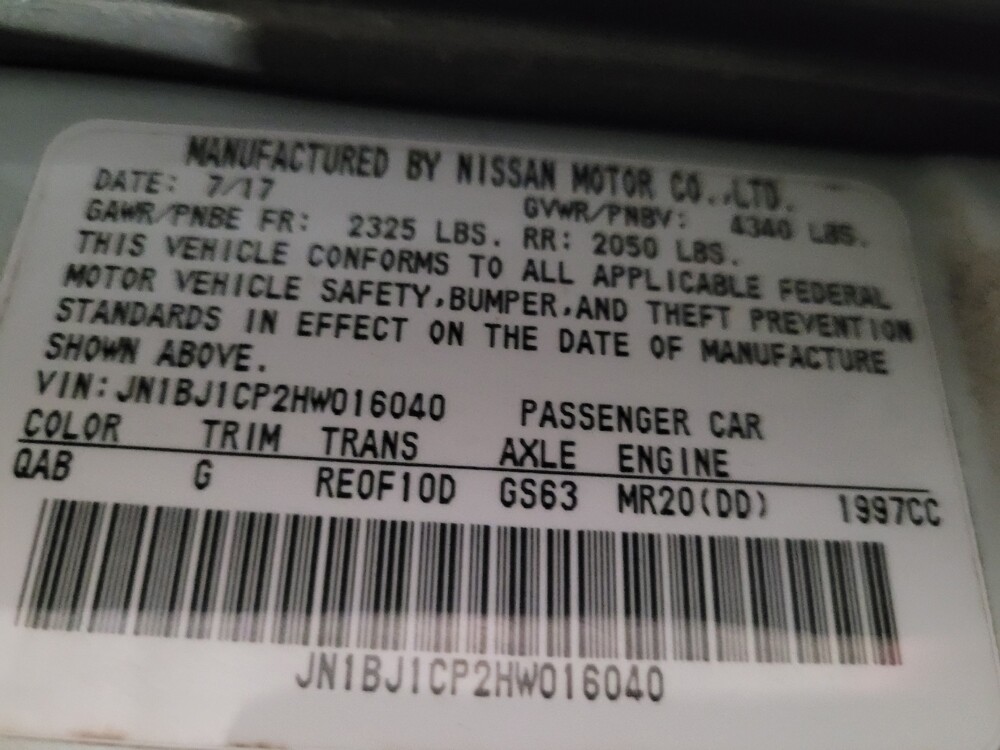 MANUFACTURED BY NISSAN MOTOR CO.,LTD.
DATE: 7/17 GVWR/PNBV: 4340 LBS.
GAWR/PNBE FR: 2325 LBS. RR: 2050 LBS.
THIS VEHICLE CONFORMS TO ALL APPLICABLE FEDERAL
MOTOR VEHICLE SAFETY,BUMPER,AND THEFT PREVENTION
STANDARDS IN EFFECT ON THE DATE OF MANUFACTURE
SHOWN ABOVE.
VIN:JN1BJ1CP2HW016040 PASSENGER CAR
COLOR TRIM TRANS AXLE ENGINE
QAB G RE0F10D GS63 MR20(DD) 1997CC
JN1BJ1CP2HW016040